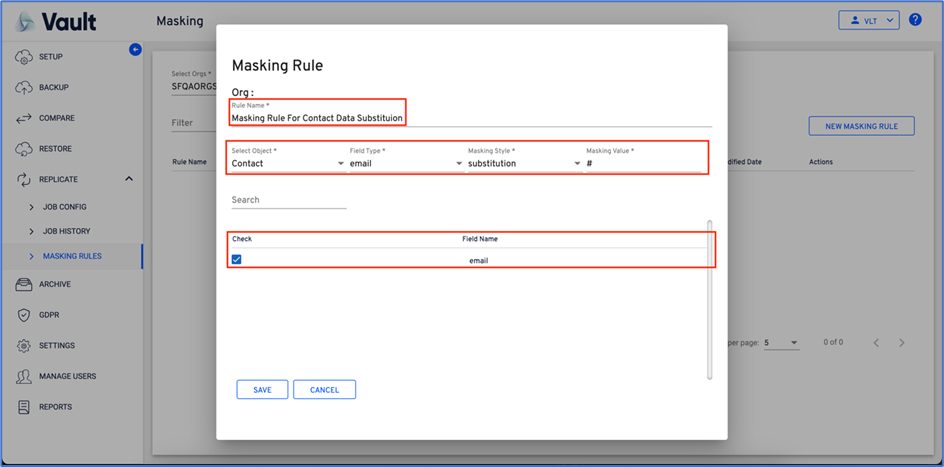 Vault
Masking
VLT
?
SETUP
BACKUP
COMPARE
RESTORE
REPLICATE
JOB CONFIG
JOB HISTORY
MASKING RULES
ARCHIVE
GDPR
SETTINGS
MANAGE USERS
REPORTS
Select Orgs *
SFQAORGS
Filter
NEW MASKING RULE
Rule Name
dified Date
Actions
per page: 5
0 of 0
Masking Rule
Org :
Rule Name *
Masking Rule For Contact Data Substituion
Select Object * Field Type * Masking Style * Masking Value *
Contact email substitution #
Search
Check Field Name
email
SAVE CANCEL